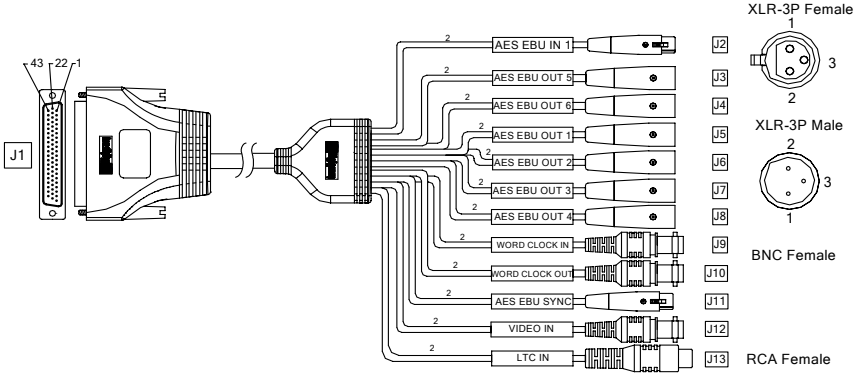 XLR-3P Female
1
3
2
XLR-3P Male
2
3
1
BNC Female
RCA Female
43 22 1
J1
2 AES EBU IN 1 J2
2 AES EBU OUT 5 J3
2 AES EBU OUT 6 J4
2 AES EBU OUT 1 J5
2 AES EBU OUT 2 J6
2 AES EBU OUT 3 J7
2 AES EBU OUT 4 J8
2 WORD CLOCK IN J9
2 WORD CLOCK OUT J10
2 AES EBU SYNC J11
2 VIDEO IN J12
2 LTC IN J13